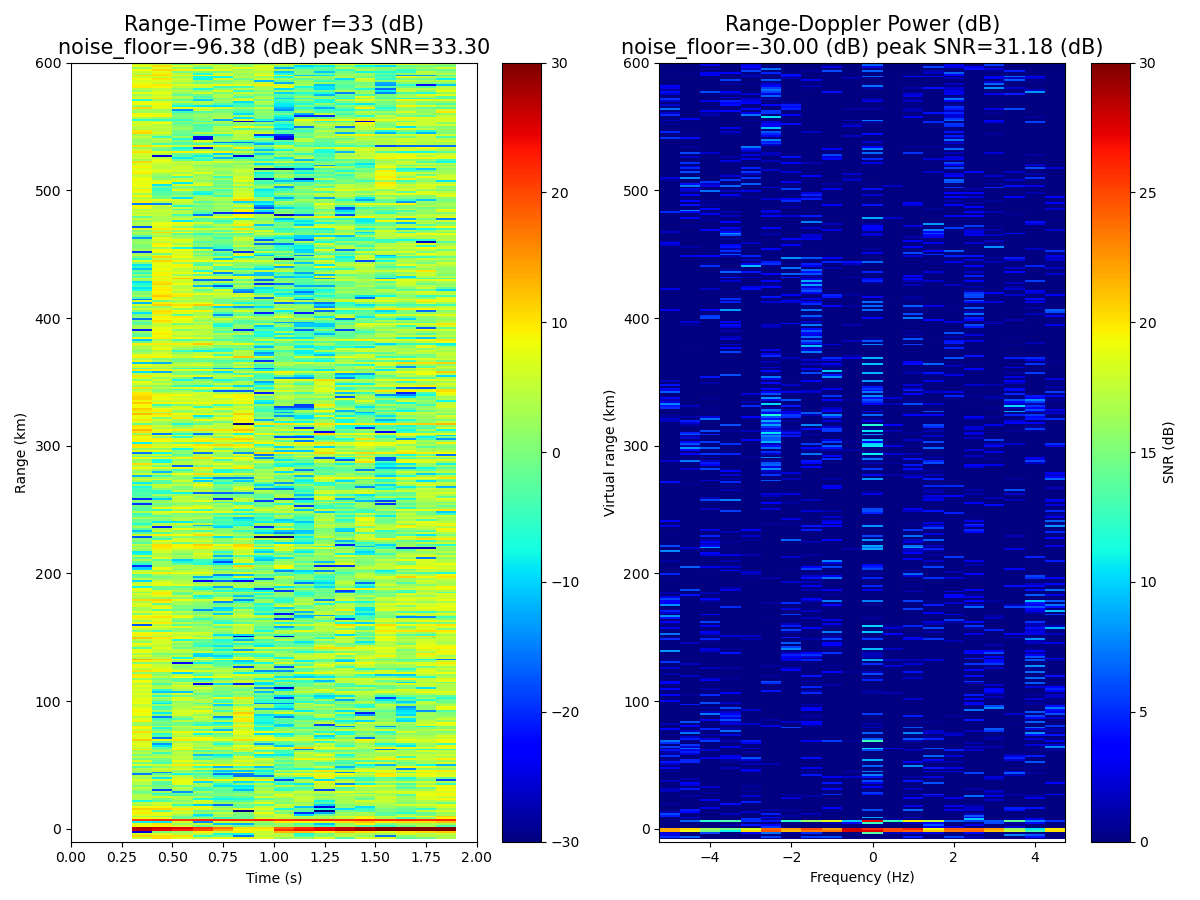 Range-Time Power f=33 (dB)
noise_floor=-96.38 (dB) peak SNR=33.30
Range (km)
600
500
400
300
200
100
0
0.00 0.25 0.50 0.75 1.00 1.25 1.50 1.75 2.00
Time (s)
30
20
10
0
−10
−20
−30
Range-Doppler Power (dB)
noise_floor=-30.00 (dB) peak SNR=31.18 (dB)
Virtual range (km)
600
500
400
300
200
100
0
−4 −2 0 2 4
Frequency (Hz)
30
25
20
15
10
5
0
SNR (dB)